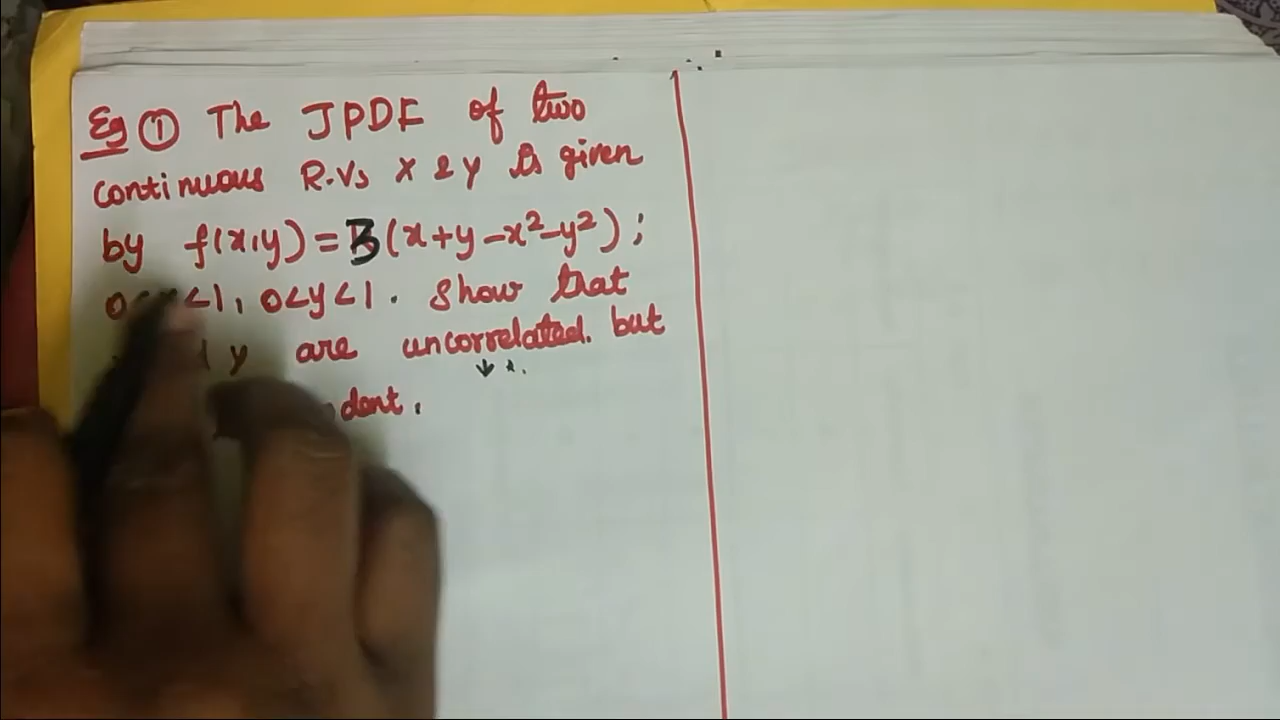 Eg ① The JPDF of two
continuous R.Vs X & Y is given
by f(x,y) = 3(x+y-x²-y²);
<1, 0<y<1. Show that
y are uncorrelated. but
dent.